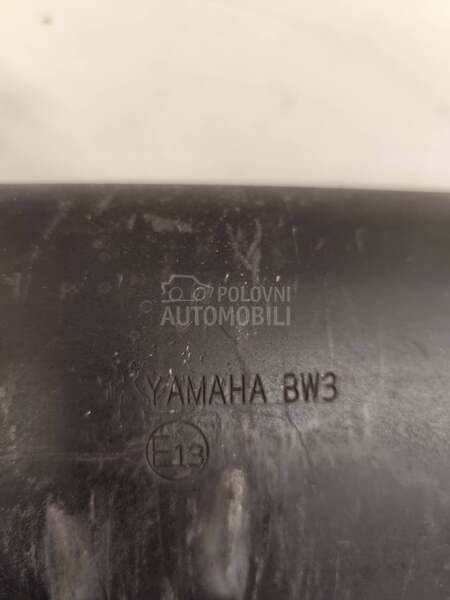 POLOVNI
AUTOMOBILI
YAMAHA BW3
E13